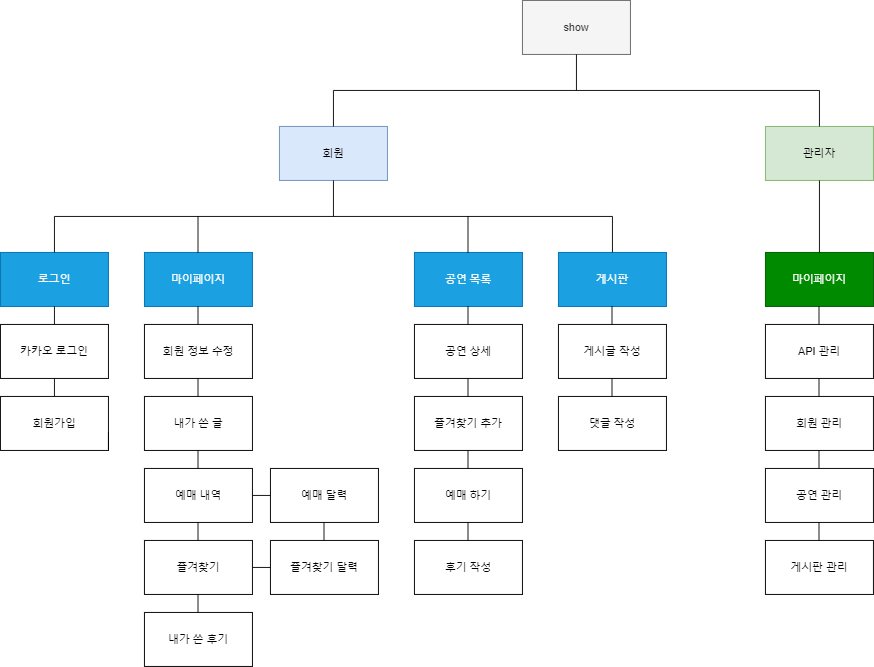 show
회원
관리자
로그인
마이페이지
공연 목록
게시판
마이페이지
카카오 로그인
회원 정보 수정
공연 상세
게시글 작성
API 관리
회원가입
내가 쓴 글
즐겨찾기 추가
댓글 작성
회원 관리
예매 내역
예매 달력
예매 하기
공연 관리
즐겨찾기
즐겨찾기 달력
후기 작성
게시판 관리
내가 쓴 후기